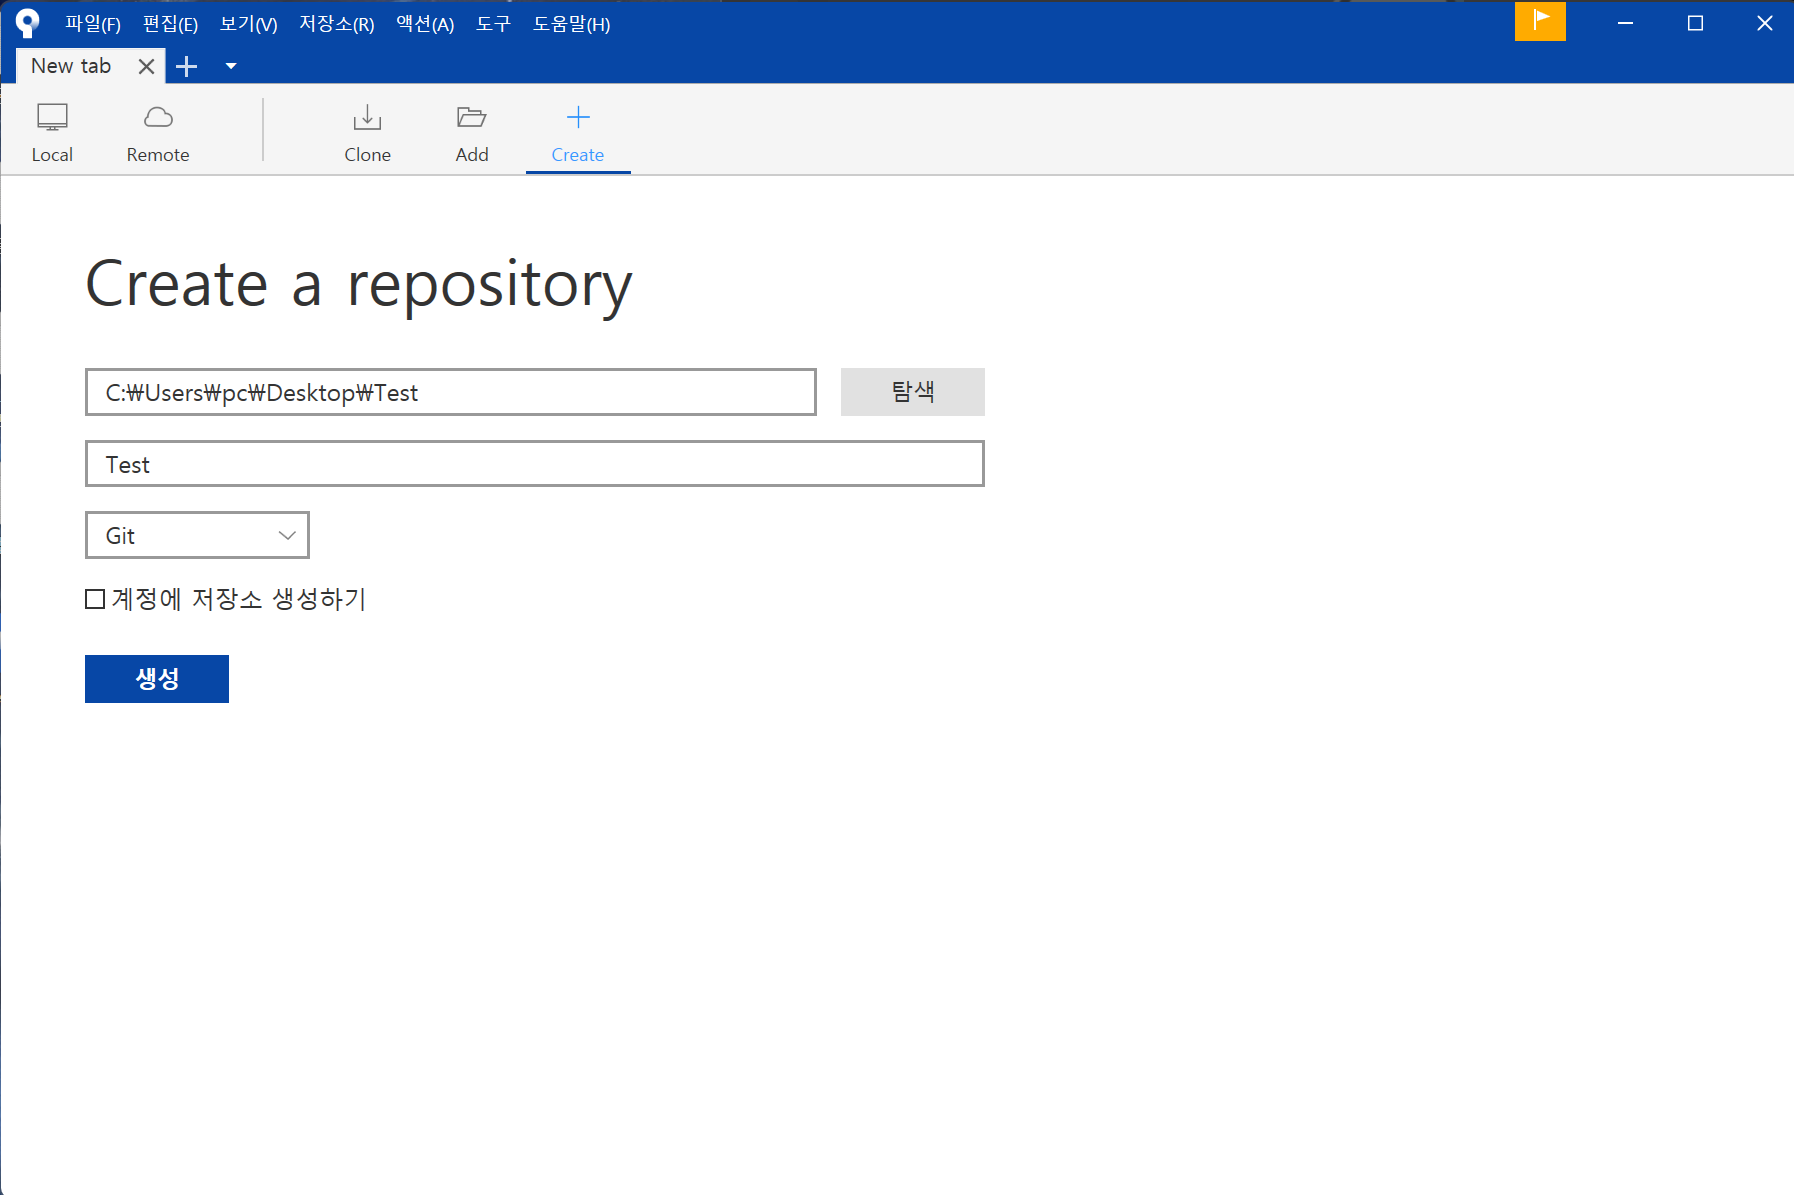 파일(F) 편집(E) 보기(V) 저장소(R) 액션(A) 도구 도움말(H)
New tab
Local Remote Clone Add Create
Create a repository
C:₩Users₩pc₩Desktop₩Test 탐색
Test
Git
계정에 저장소 생성하기
생성